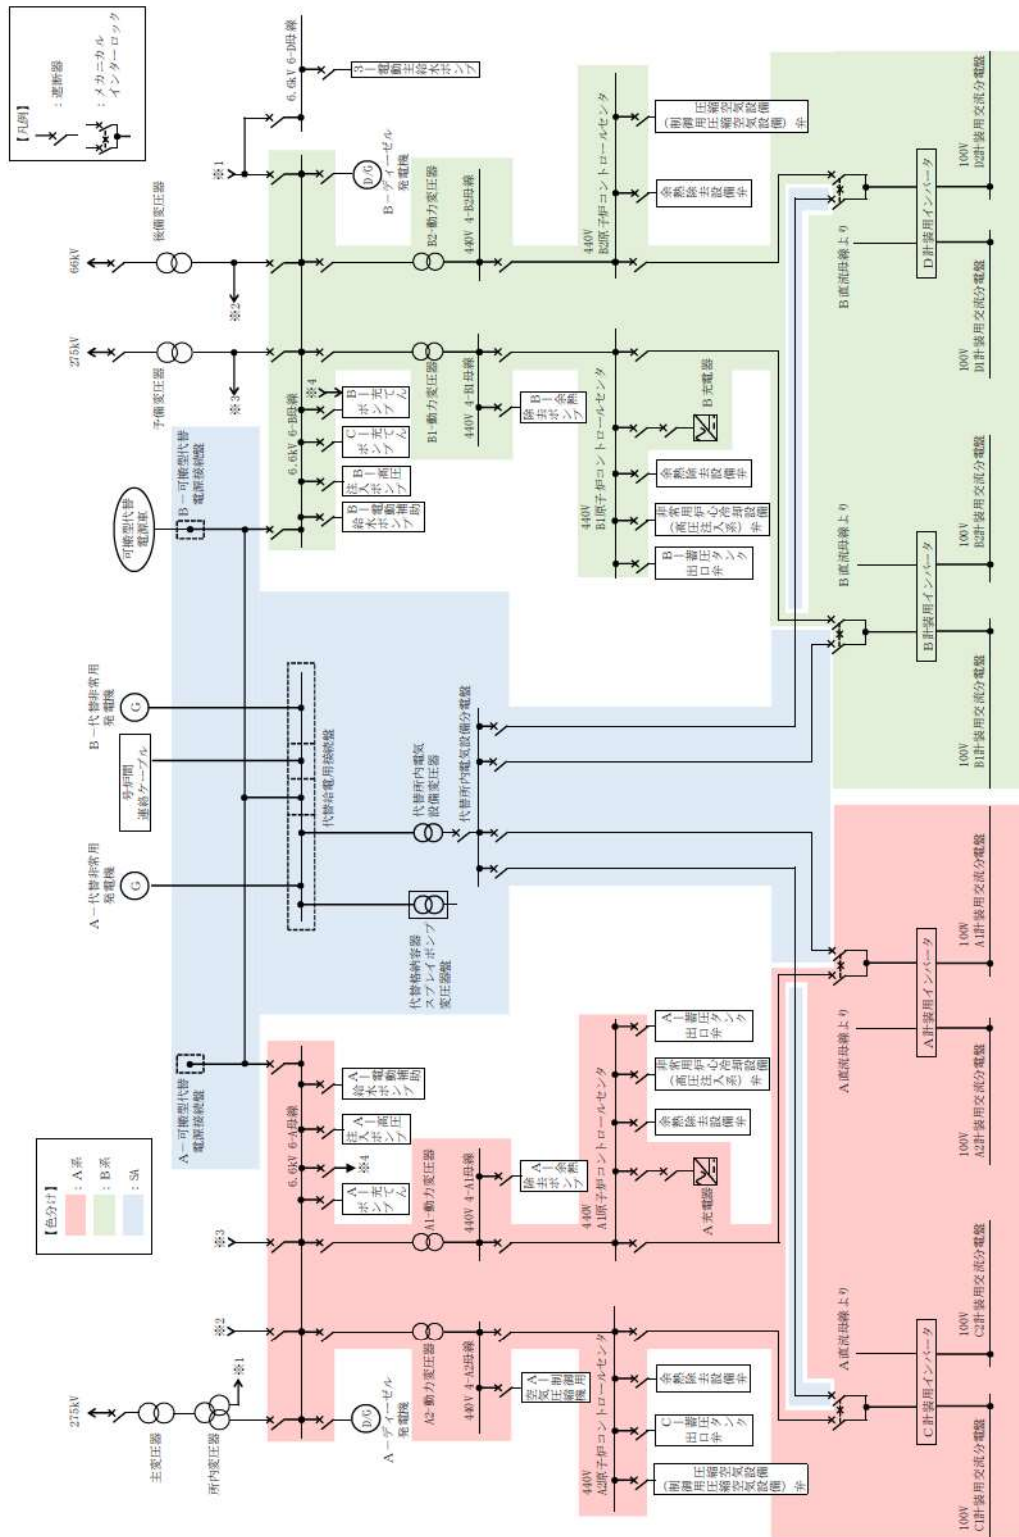 【凡例】
：遮断器
：メカニカル
インターロック
【色分け】
：A系
：B系
：SA
275kV
主変圧器
所内変圧器
※1
※2
※3
A－可搬型代替
電源接続盤
A－代替非常用
発電機
G
号炉間
連絡ケーブル
B－代替非常用
発電機
G
可搬型代替
電源車
B－可搬型代替
電源接続盤
275kV
予備変圧器
※3
66kV
後備変圧器
※2
※1
6.6kV 6-D母線
3－電動主給水ポンプ
D/G
A－ディーゼル
発電機
6.6kV 6-A母線
A－充てん
ポンプ
※4
A－高圧
注入ポンプ
A－電動補助
給水ポンプ
代替給電用接続盤
代替格納容器
スプレイポンプ
変圧器盤
代替所内電気
設備変圧器
代替所内電気設備分電盤
6.6kV 6-B母線
B－電動補助
給水ポンプ
B－高圧
注入ポンプ
C－充てん
ポンプ
B－充てん
ポンプ
※4
D/G
B－ディーゼル
発電機
A2-動力変圧器
440V 4-A2母線
A－制御用
空気圧縮機
A1-動力変圧器
440V 4-A1母線
A－余熱
除去ポンプ
B1-動力変圧器
440V 4-B1母線
B－余熱
除去ポンプ
B2-動力変圧器
440V 4-B2母線
440V
A2原子炉コントロールセンタ
圧縮空気設備
(制御用圧縮空気設備) 弁
C－蓄圧タンク
出口弁
余熱除去設備弁
440V
A1原子炉コントロールセンタ
A充電器
余熱除去設備弁
非常用炉心冷却設備
(高圧注入系) 弁
A－蓄圧タンク
出口弁
440V
B1原子炉コントロールセンタ
B－蓄圧タンク
出口弁
非常用炉心冷却設備
(高圧注入系) 弁
余熱除去設備弁
B充電器
440V
B2原子炉コントロールセンタ
余熱除去設備弁
圧縮空気設備
(制御用圧縮空気設備) 弁
A直流母線より
C計装用インバータ
100V
C1計装用交流分電盤
100V
C2計装用交流分電盤
A直流母線より
A計装用インバータ
100V
A2計装用交流分電盤
100V
A1計装用交流分電盤
B直流母線より
B計装用インバータ
100V
B1計装用交流分電盤
100V
B2計装用交流分電盤
B直流母線より
D計装用インバータ
100V
D1計装用交流分電盤
100V
D2計装用交流分電盤